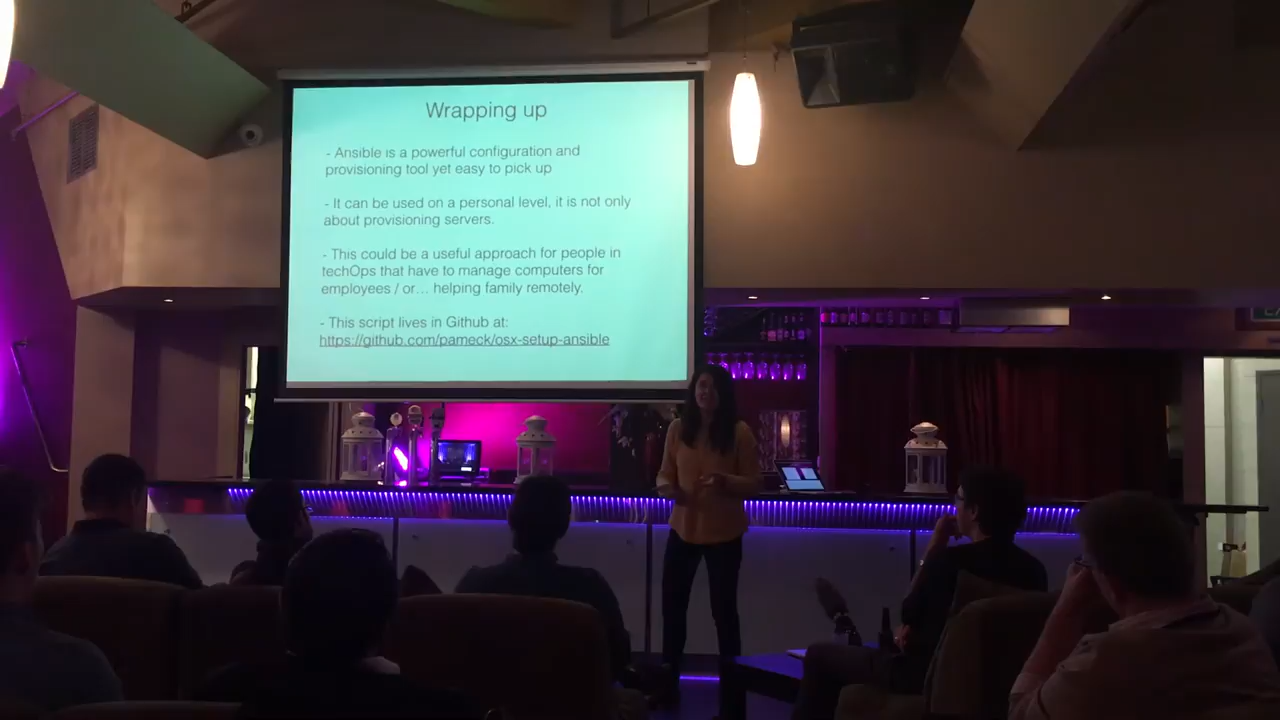 Wrapping up
- Ansible is a powerful configuration and
provisioning tool yet easy to pick up
- It can be used on a personal level, it is not only
about provisioning servers.
- This could be a useful approach for people in
techOps that have to manage computers for
employees / or… helping family remotely.
- This script lives in Github at:
https://github.com/pameck/osx-setup-ansible